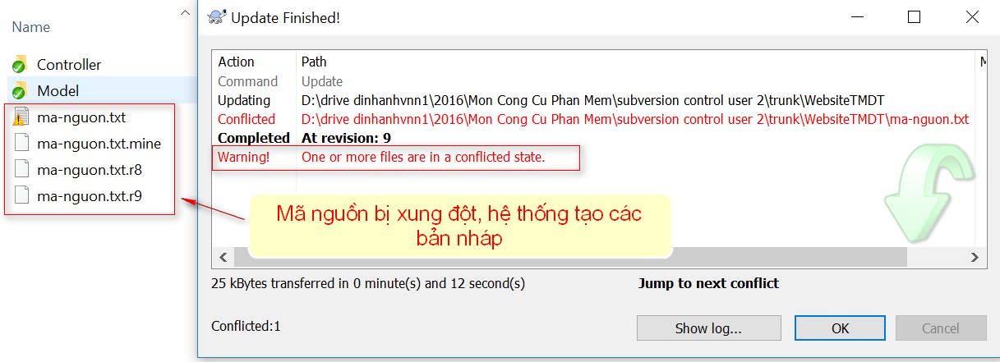 Name
Controller
Model
ma-nguon.txt
ma-nguon.txt.mine
ma-nguon.txt.r8
ma-nguon.txt.r9
Update Finished!
Action Path M
Command Update
Updating D:\drive dinhanhvnn1\2016\Mon Cong Cu Phan Mem\subversion control user 2\trunk\WebsiteTMDT
Conflicted D:\drive dinhanhvnn1\2016\Mon Cong Cu Phan Mem\subversion control user 2\trunk\WebsiteTMDT\ma-nguon.txt
Completed At revision: 9
Warning! One or more files are in a conflicted state.
Mã nguồn bị xung đột, hệ thống tạo các
bản nháp
25 kBytes transferred in 0 minute(s) and 12 second(s) Jump to next conflict
Conflicted:1
Show log... OK Cancel